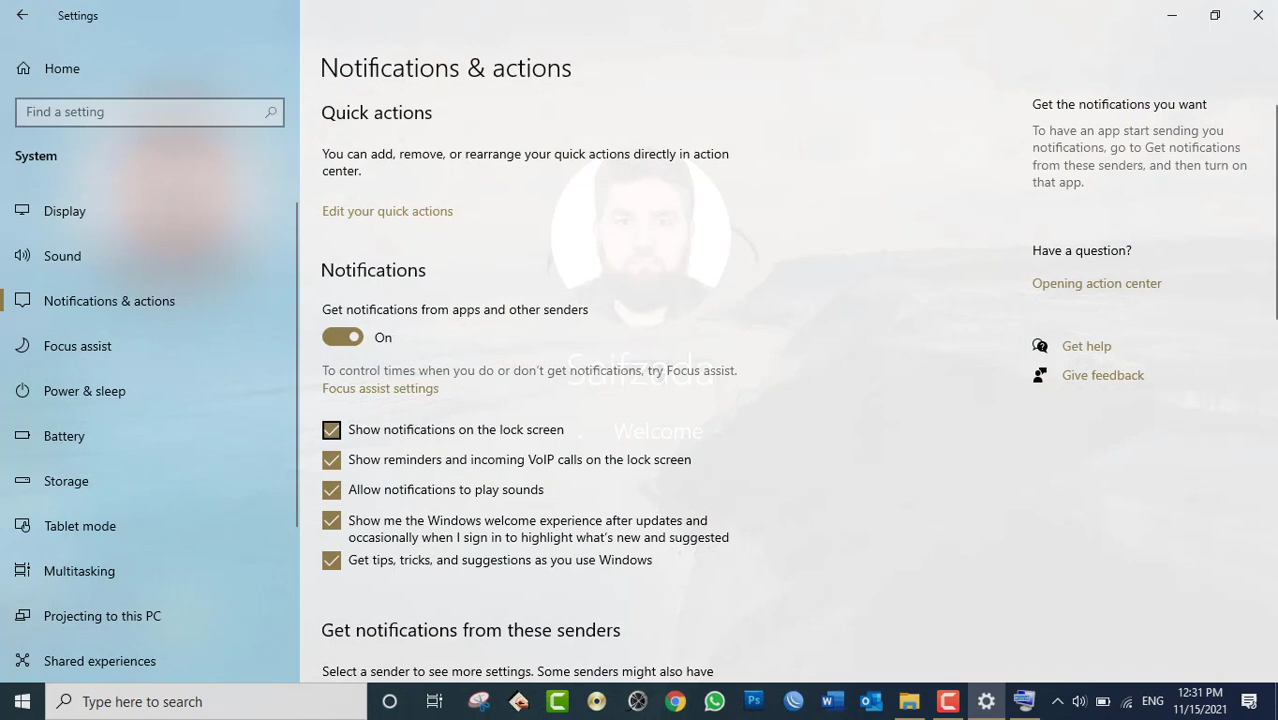 Settings
Home
Find a setting
System
Display
Sound
Notifications & actions
Focus assist
Power & sleep
Battery
Storage
Tablet mode
Multitasking
Projecting to this PC
Shared experiences
Notifications & actions
Quick actions
You can add, remove, or rearrange your quick actions directly in action
center.
Edit your quick actions
Notifications
Get notifications from apps and other senders
On
To control times when you do or don't get notifications, try Focus assist.
Focus assist settings
Saifzada
Welcome
Show notifications on the lock screen
Show reminders and incoming VoIP calls on the lock screen
Allow notifications to play sounds
Show me the Windows welcome experience after updates and
occasionally when I sign in to highlight what's new and suggested
Get tips, tricks, and suggestions as you use Windows
Get notifications from these senders
Select a sender to see more settings. Some senders might also have
Get the notifications you want
To have an app start sending you
notifications, go to Get notifications
from these senders, and then turn on
that app.
Have a question?
Opening action center
Get help
Give feedback
Type here to search
ENG
12:31 PM
11/15/2021